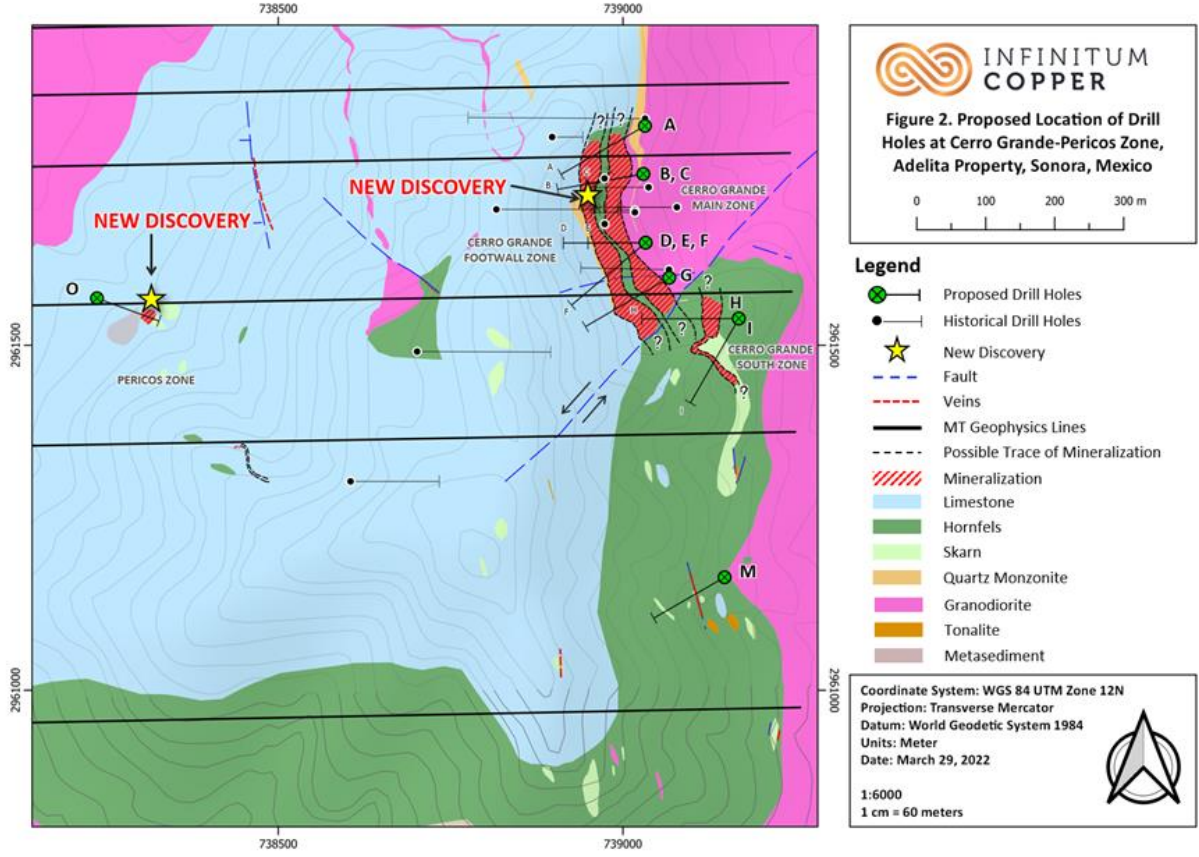 738500
739000
INFINITUM
COPPER
Figure 2. Proposed Location of Drill
Holes at Cerro Grande-Pericos Zone,
Adelita Property, Sonora, Mexico
0 100 200 300 m
Legend
Proposed Drill Holes
Historical Drill Holes
New Discovery
Fault
Veins
MT Geophysics Lines
Possible Trace of Mineralization
Mineralization
Limestone
Hornfels
Skarn
Quartz Monzonite
Granodiorite
Tonalite
Metasediment
Coordinate System: WGS 84 UTM Zone 12N
Projection: Transverse Mercator
Datum: World Geodetic System 1984
Units: Meter
Date: March 29, 2022
1:6000
1 cm = 60 meters
? ?
A
A
B, C
B
NEW DISCOVERY
CERRO GRANDE
MAIN ZONE
NEW DISCOVERY
D
D, E, F
CERRO GRANDE
FOOTWALL ZONE
G
?
O
F
H
H
I
?
?
CERRO GRANDE
SOUTH ZONE
2961500
2961500
PERICOS ZONE
?
I
M
2961000
2961000
738500
739000